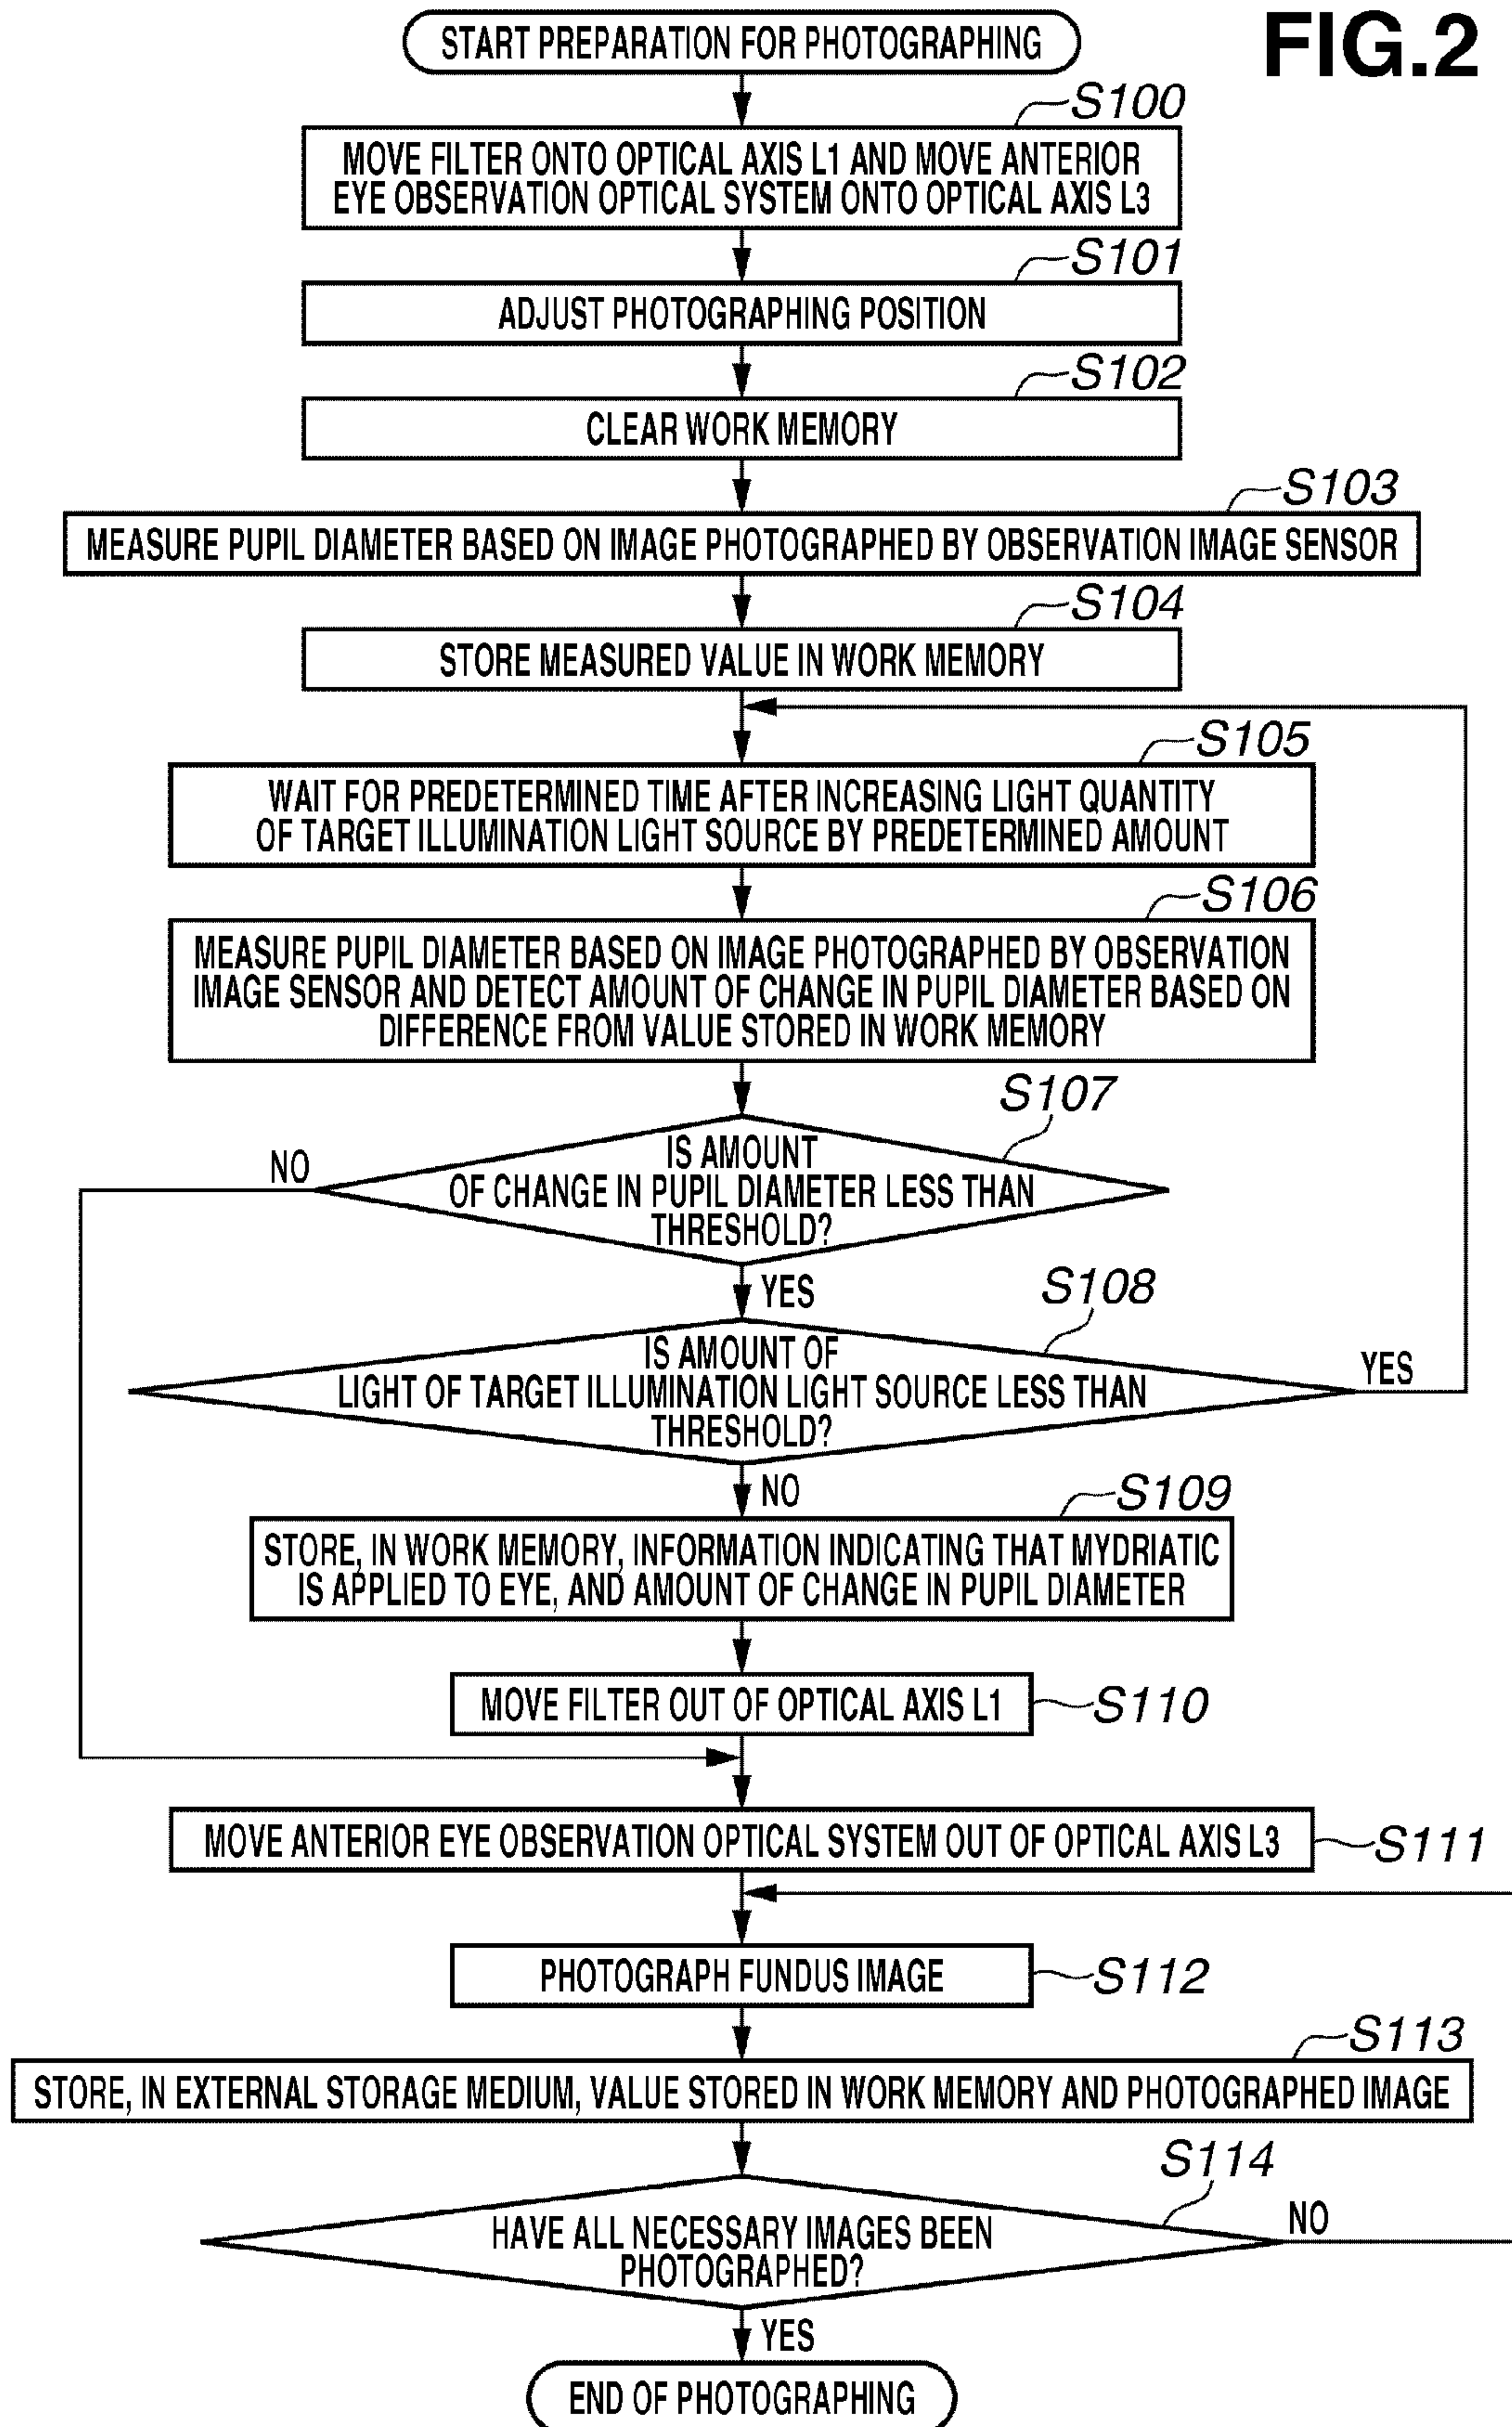 FIG.2
START PREPARATION FOR PHOTOGRAPHING
S100
MOVE FILTER ONTO OPTICAL AXIS L1 AND MOVE ANTERIOR
EYE OBSERVATION OPTICAL SYSTEM ONTO OPTICAL AXIS L3
S101
ADJUST PHOTOGRAPHING POSITION
S102
CLEAR WORK MEMORY
S103
MEASURE PUPIL DIAMETER BASED ON IMAGE PHOTOGRAPHED BY OBSERVATION IMAGE SENSOR
S104
STORE MEASURED VALUE IN WORK MEMORY
S105
WAIT FOR PREDETERMINED TIME AFTER INCREASING LIGHT QUANTITY
OF TARGET ILLUMINATION LIGHT SOURCE BY PREDETERMINED AMOUNT
S106
MEASURE PUPIL DIAMETER BASED ON IMAGE PHOTOGRAPHED BY OBSERVATION
IMAGE SENSOR AND DETECT AMOUNT OF CHANGE IN PUPIL DIAMETER BASED ON
DIFFERENCE FROM VALUE STORED IN WORK MEMORY
S107
NO
IS AMOUNT
OF CHANGE IN PUPIL DIAMETER LESS THAN
THRESHOLD?
YES
S108
IS AMOUNT OF
LIGHT OF TARGET ILLUMINATION LIGHT SOURCE LESS THAN
THRESHOLD?
YES
NO
S109
STORE, IN WORK MEMORY, INFORMATION INDICATING THAT MYDRIATIC
IS APPLIED TO EYE, AND AMOUNT OF CHANGE IN PUPIL DIAMETER
MOVE FILTER OUT OF OPTICAL AXIS L1
S110
MOVE ANTERIOR EYE OBSERVATION OPTICAL SYSTEM OUT OF OPTICAL AXIS L3
S111
PHOTOGRAPH FUNDUS IMAGE
S112
S113
STORE, IN EXTERNAL STORAGE MEDIUM, VALUE STORED IN WORK MEMORY AND PHOTOGRAPHED IMAGE
S114
HAVE ALL NECESSARY IMAGES BEEN
PHOTOGRAPHED?
NO
YES
END OF PHOTOGRAPHING